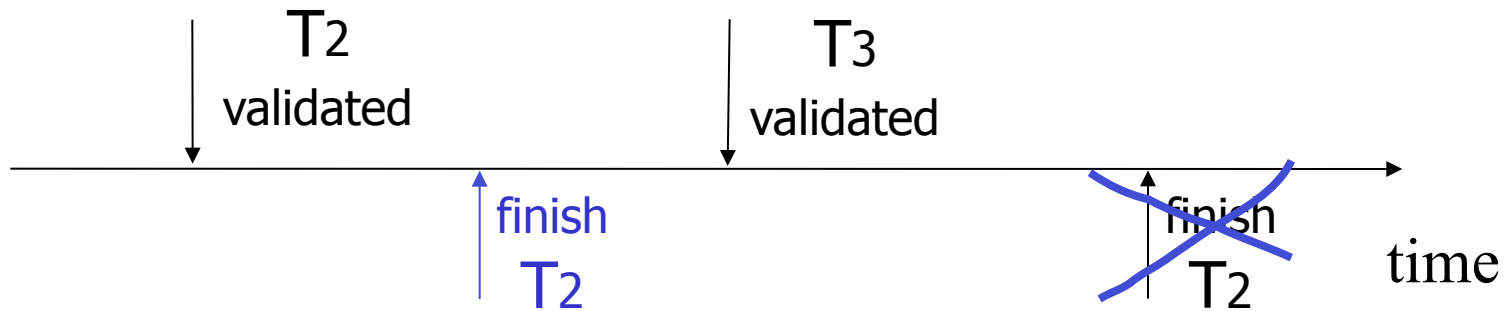 T2
validated
T3
validated
finish
T2
finish
T2
time